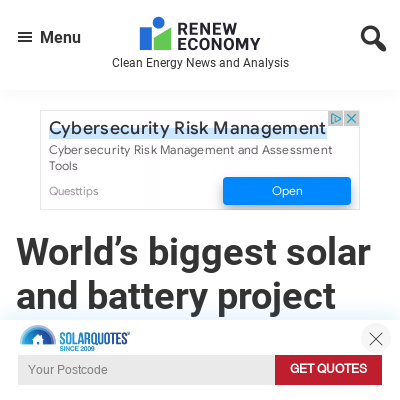 Menu
RENEW
ECONOMY
Clean Energy News and Analysis
Cybersecurity Risk Management
Cybersecurity Risk Management and Assessment
Tools
Questtips
Open
World’s biggest solar
and battery project
SOLARQUOTES®
SINCE 2009
Your Postcode
GET QUOTES